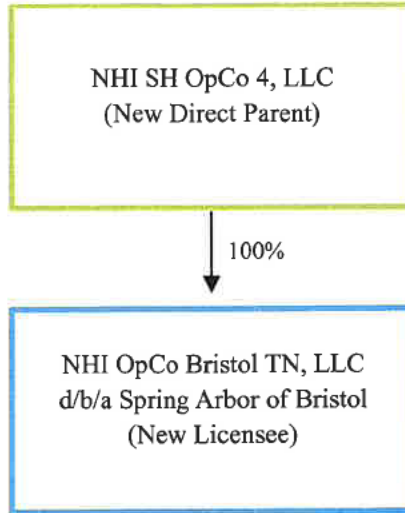 NHI SH OpCo 4, LLC
(New Direct Parent)
100%
NHI OpCo Bristol TN, LLC
d/b/a Spring Arbor of Bristol
(New Licensee)